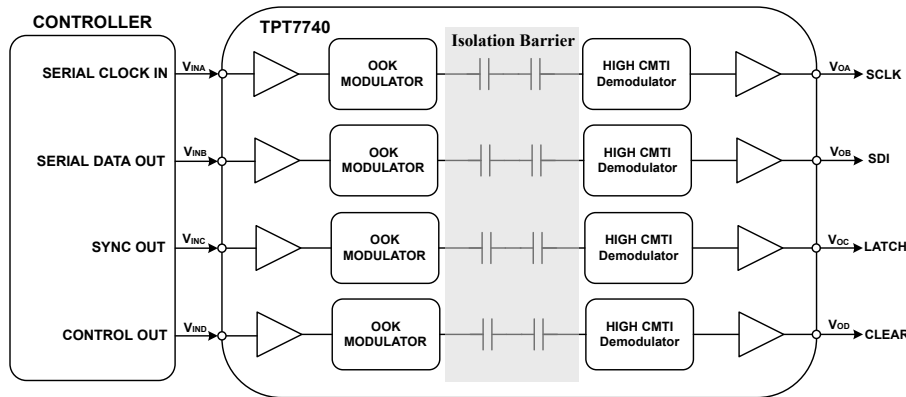 CONTROLLER
TPT7740
Isolation Barrier
SERIAL CLOCK IN
VINA
OOK
MODULATOR
HIGH CMTI
Demodulator
VOA
SCLK
SERIAL DATA OUT
VINB
OOK
MODULATOR
HIGH CMTI
Demodulator
VOB
SDI
SYNC OUT
VINC
OOK
MODULATOR
HIGH CMTI
Demodulator
VOC
LATCH
CONTROL OUT
VIND
OOK
MODULATOR
HIGH CMTI
Demodulator
VOD
CLEAR